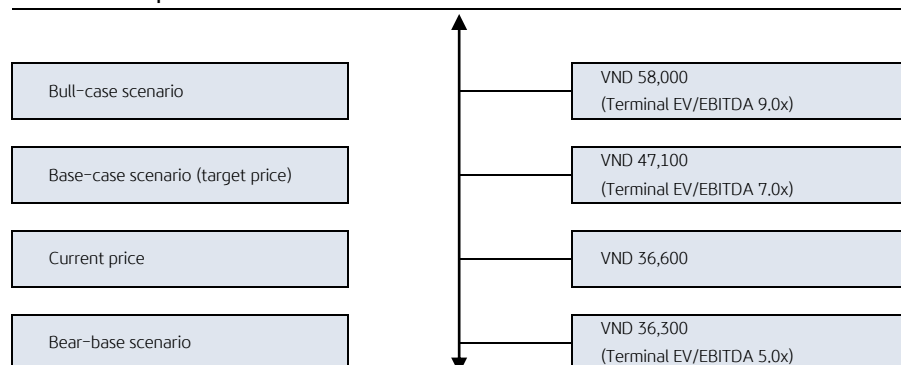 Bull-case scenario
VND 58,000
(Terminal EV/EBITDA 9.0x)
Base-case scenario (target price)
VND 47,100
(Terminal EV/EBITDA 7.0x)
Current price
VND 36,600
Bear-base scenario
VND 36,300
(Terminal EV/EBITDA 5.0x)